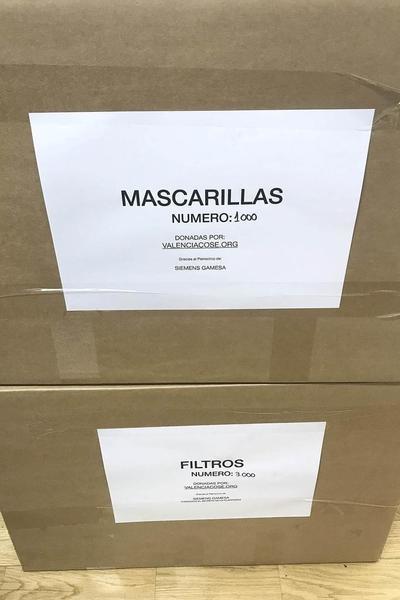 MASCARILLAS
NUMERO: 1000
DONADAS POR:
VALENCIACOSE.ORG
Gracias al Patrocinio de:
SIEMENS GAMESA
FILTROS
NUMERO: 3.000
DONADAS POR:
VALENCIACOSE.ORG
SIEMENS GAMESA